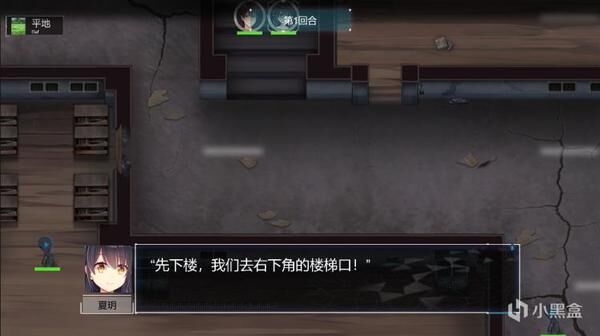 第1回合
平地
“先下楼，我们去右下角的楼梯口！”
夏玥
小黑盒